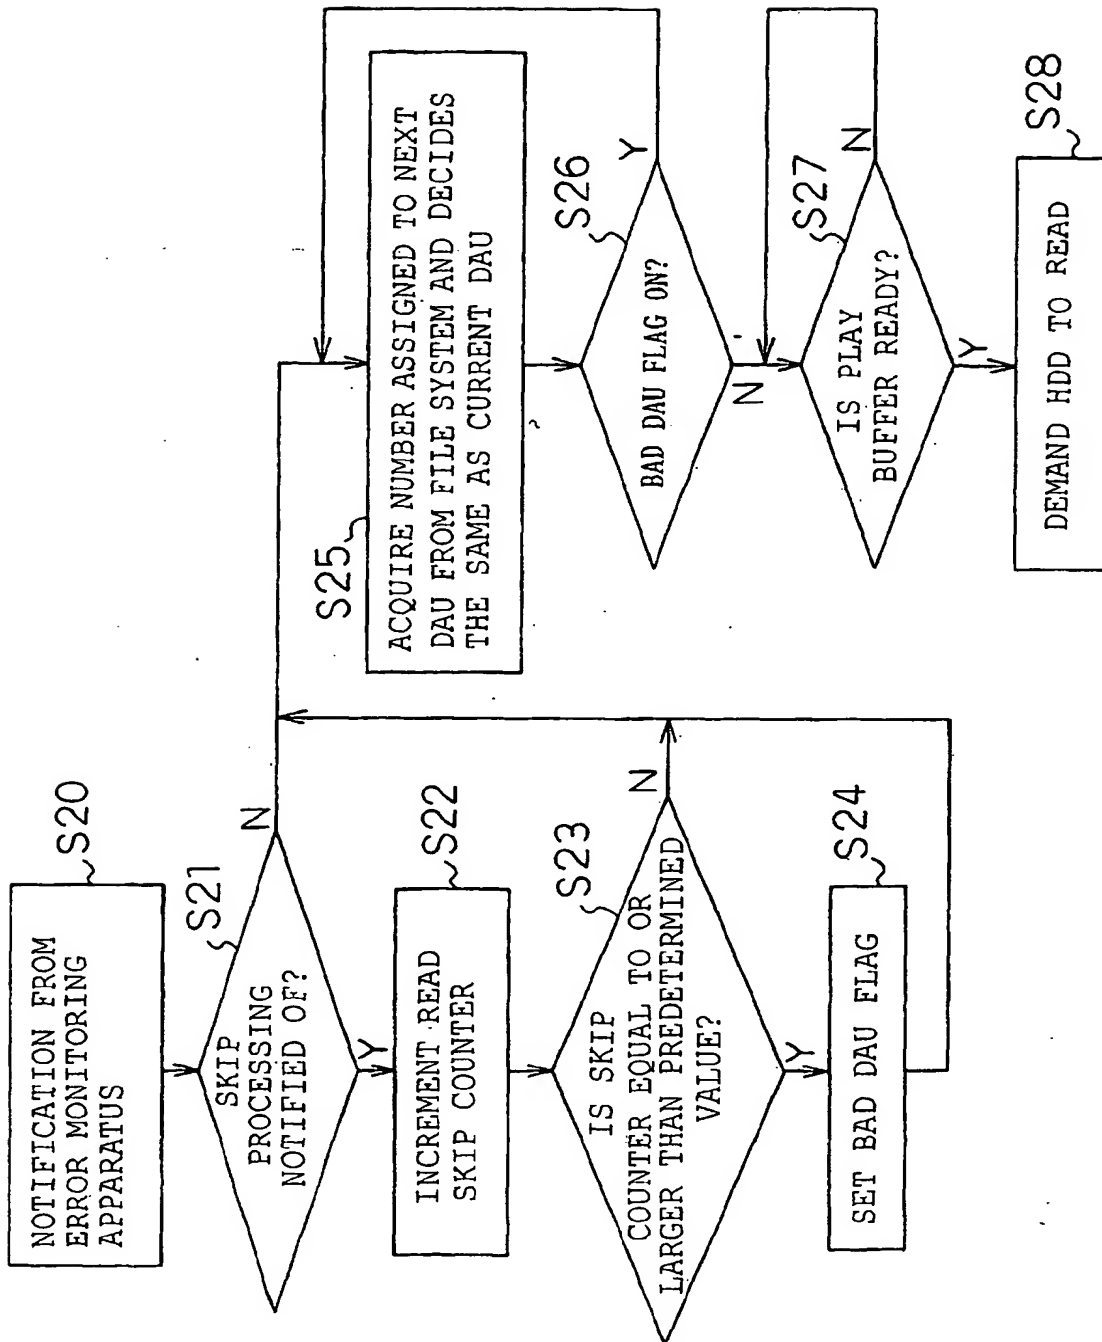 S20
NOTIFICATION FROM
ERROR MONITORING
APPARATUS
S21
SKIP
PROCESSING
NOTIFIED OF?
N
Y
S22
INCREMENT READ
SKIP COUNTER
S23
IS SKIP
COUNTER EQUAL TO OR
LARGER THAN PREDETERMINED
VALUE?
N
Y
S24
SET BAD DAU FLAG
S25
ACQUIRE NUMBER ASSIGNED TO NEXT
DAU FROM FILE SYSTEM AND DECIDES
THE SAME AS CURRENT DAU
S26
BAD DAU FLAG ON?
Y
N
S27
IS PLAY
BUFFER READY?
N
Y
S28
DEMAND HDD TO READ